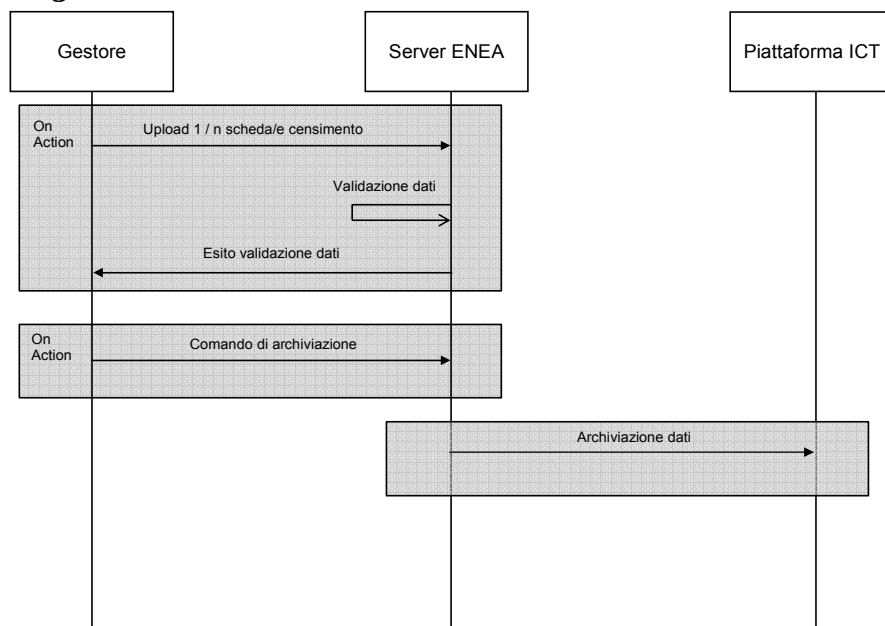 Gestore
Server ENEA
Piattaforma ICT
On
Action
Upload 1 / n scheda/e censimento
Validazione dati
Esito validazione dati
On
Action
Comando di archiviazione
Archiviazione dati